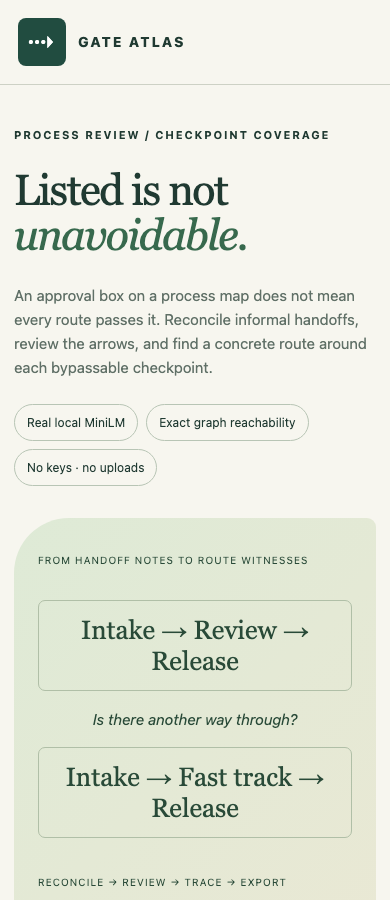 GATE ATLAS
PROCESS REVIEW / CHECKPOINT COVERAGE
Listed is not
unavoidable.
An approval box on a process map does not mean
every route passes it. Reconcile informal handoffs,
review the arrows, and find a concrete route around
each bypassable checkpoint.
Real local MiniLM
Exact graph reachability
No keys · no uploads
FROM HANDOFF NOTES TO ROUTE WITNESSES
Intake → Review →
Release
Is there another way through?
Intake → Fast track →
Release
RECONCILE → REVIEW → TRACE → EXPORT